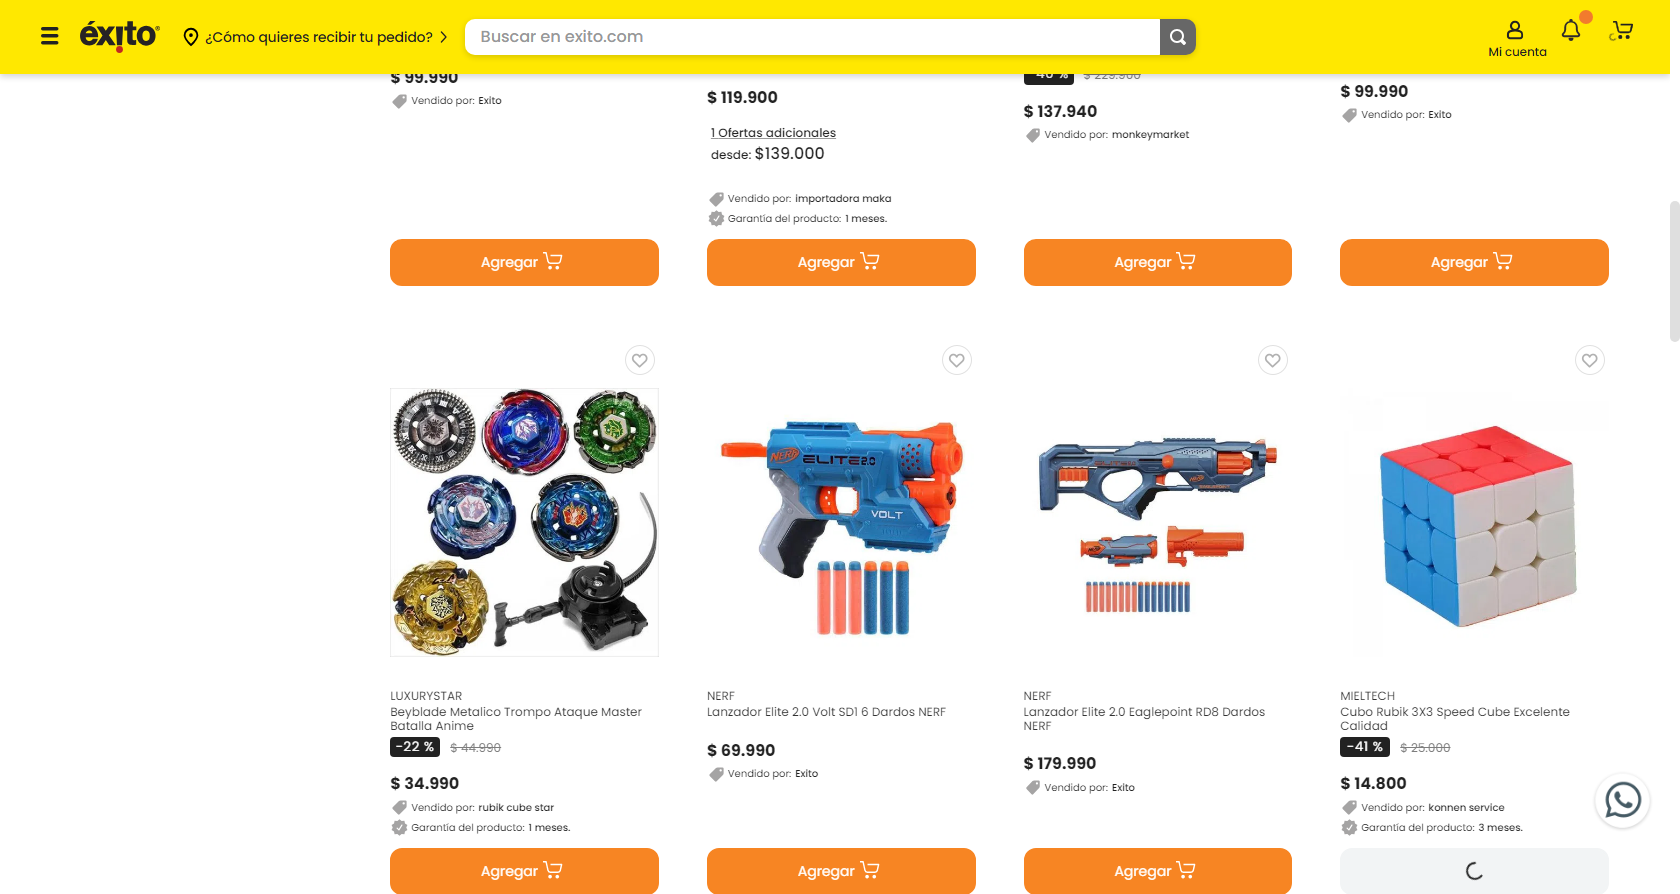 éxito
¿Cómo quieres recibir tu pedido?
Buscar en exito.com
Mi cuenta
$ 99.990
Vendido por: Exito
Agregar
$ 119.900
1 Ofertas adicionales
desde: $139.000
Vendido por: importadora maka
Garantía del producto: 1 meses.
Agregar
-40 % $ 229.900
$ 137.940
Vendido por: monkeymarket
Agregar
$ 99.990
Vendido por: Exito
Agregar
LUXURYSTAR
Beyblade Metalico Trompo Ataque Master
Batalla Anime
-22 % $ 44.990
$ 34.990
Vendido por: rubik cube star
Garantía del producto: 1 meses.
Agregar
NERF ELITE 2.0
VOLT
NERF
Lanzador Elite 2.0 Volt SD1 6 Dardos NERF
$ 69.990
Vendido por: Exito
Agregar
NERF
Lanzador Elite 2.0 Eaglepoint RD8 Dardos
NERF
$ 179.990
Vendido por: Exito
Agregar
MIELTECH
Cubo Rubik 3X3 Speed Cube Excelente
Calidad
-41 % $ 25.000
$ 14.800
Vendido por: konnen service
Garantía del producto: 3 meses.